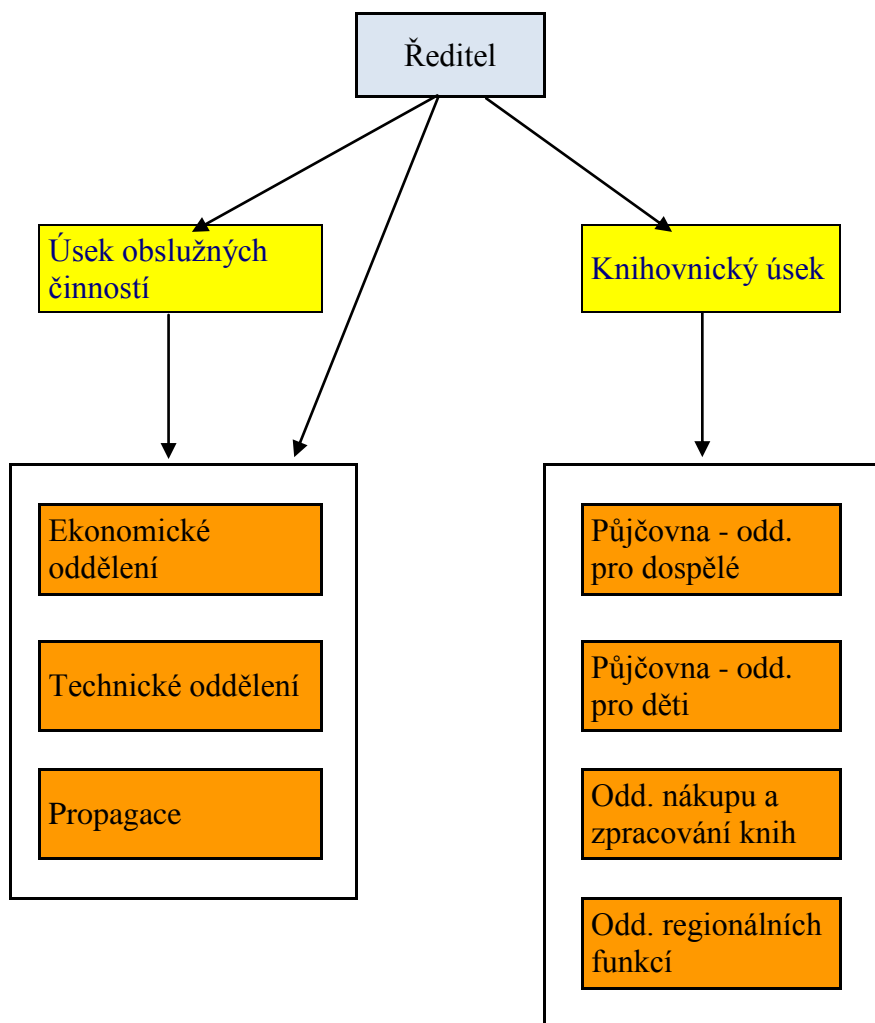 Ředitel
Úsek obslužných
činností
Knihovnický úsek
Ekonomické
oddělení
Technické oddělení
Propagace
Půjčovna - odd.
pro dospělé
Půjčovna - odd.
pro děti
Odd. nákupu a
zpracování knih
Odd. regionálních
funkcí